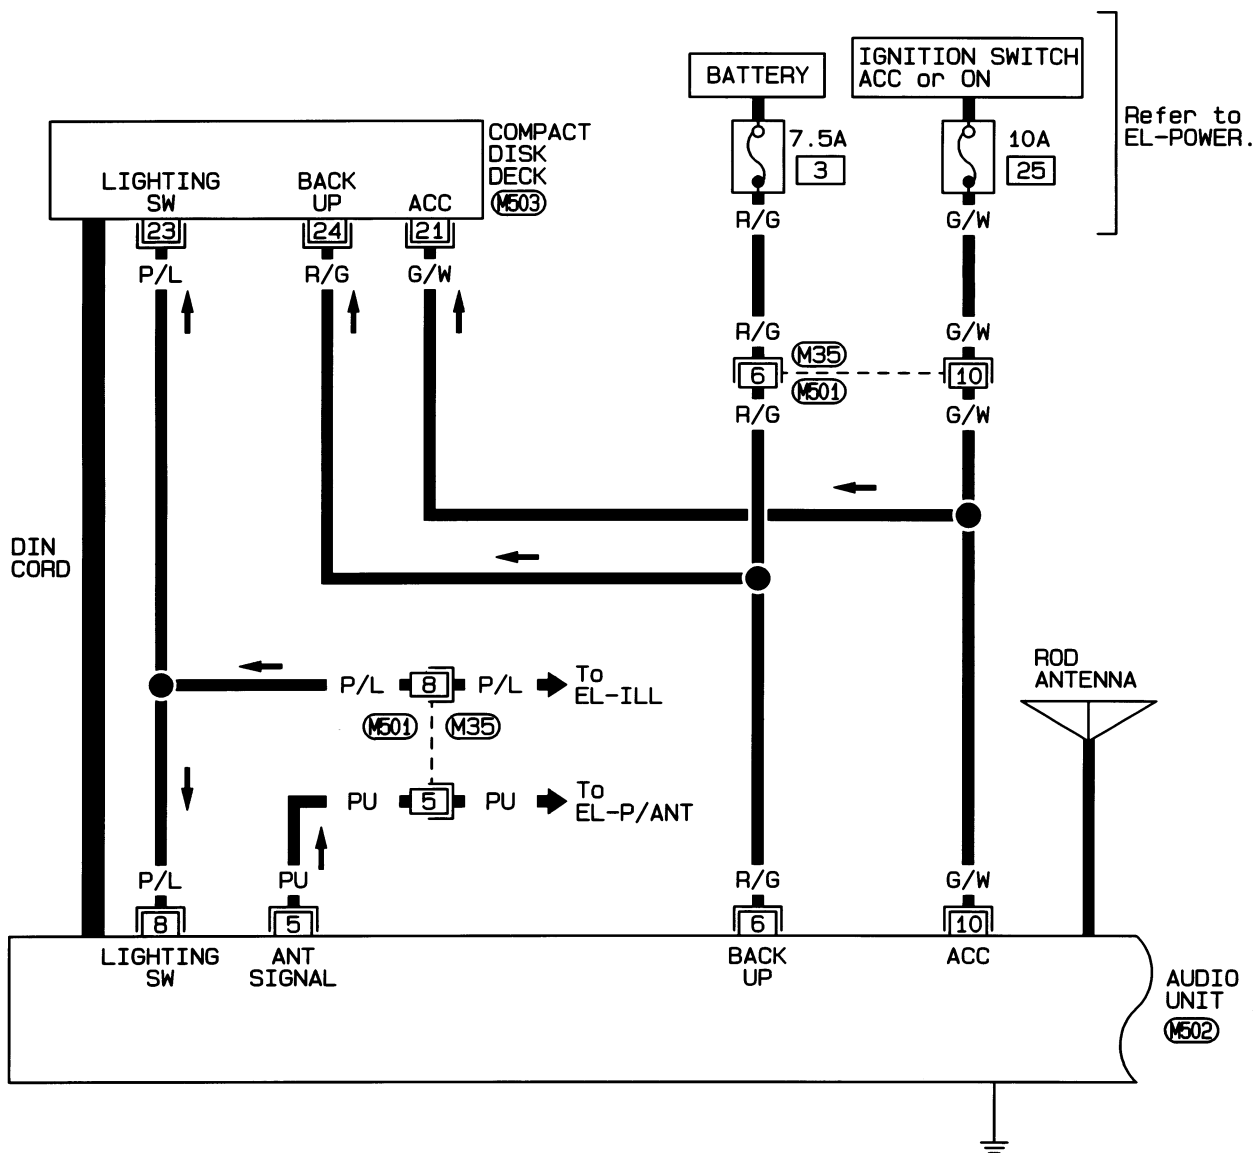 BATTERY
IGNITION SWITCH
ACC or ON
Refer to
EL-POWER.
7.5A
3
10A
25
COMPACT
DISK
DECK
M503
LIGHTING
SW
BACK
UP
ACC
23
24
21
P/L
R/G
G/W
R/G
G/W
R/G
G/W
M35
6
10
M501
R/G
G/W
DIN
CORD
P/L
8
P/L
To
EL-ILL
M501
M35
PU
5
PU
To
EL-P/ANT
ROD
ANTENNA
P/L
PU
R/G
G/W
8
5
6
10
LIGHTING
SW
ANT
SIGNAL
BACK
UP
ACC
AUDIO
UNIT
M502